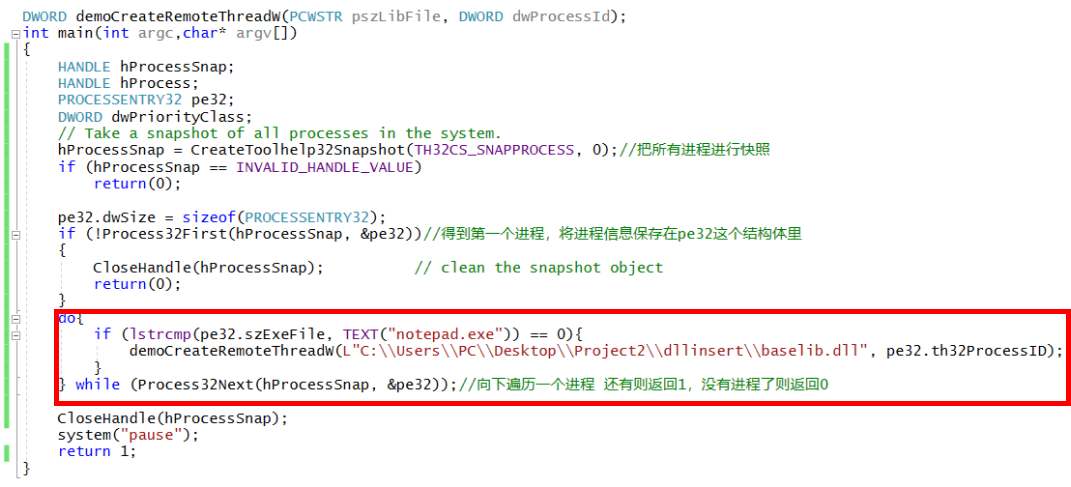 DWORD demoCreateRemoteThreadW(PCWSTR pszLibFile, DWORD dwProcessId);
int main(int argc,char* argv[])
{
HANDLE hProcessSnap;
HANDLE hProcess;
PROCESSENTRY32 pe32;
DWORD dwPriorityClass;
// Take a snapshot of all processes in the system.
hProcessSnap = CreateToolhelp32Snapshot(TH32CS_SNAPPROCESS, 0);//把所有进程进行快照
if (hProcessSnap == INVALID_HANDLE_VALUE)
return(0);
pe32.dwSize = sizeof(PROCESSENTRY32);
if (!Process32First(hProcessSnap, &pe32))//得到第一个进程，将进程信息保存在pe32这个结构体里
{
CloseHandle(hProcessSnap); // clean the snapshot object
return(0);
}
do{
if (lstrcmp(pe32.szExeFile, TEXT("notepad.exe")) == 0){
demoCreateRemoteThreadW(L"C:\\Users\\PC\\Desktop\\Project2\\dllinsert\\baselib.dll", pe32.th32ProcessID);
}
} while (Process32Next(hProcessSnap, &pe32));//向下遍历一个进程 还有则返回1，没有进程了则返回0
CloseHandle(hProcessSnap);
system("pause");
return 1;
}